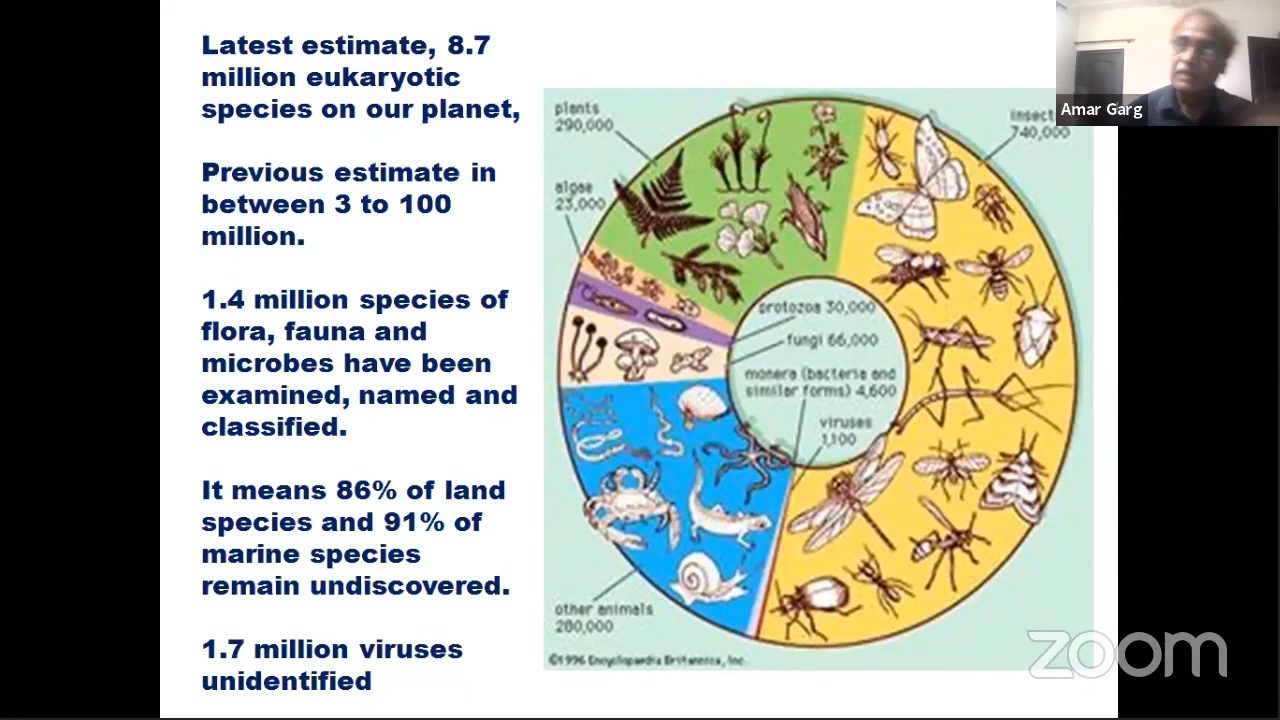 Latest estimate, 8.7
million eukaryotic
species on our planet,
Previous estimate in
between 3 to 100
million.
1.4 million species of
flora, fauna and
microbes have been
examined, named and
classified.
It means 86% of land
species and 91% of
marine species
remain undiscovered.
1.7 million viruses
unidentified
plants
290,000
algae
23,000
insect
740,000
protozoa 30,000
fungi 66,000
monera (bacteria and
similar forms) 4,600
viruses
1,100
other animals
280,000
©1996 Encyclopaedia Britannica, Inc.
Amar Garg
zoom